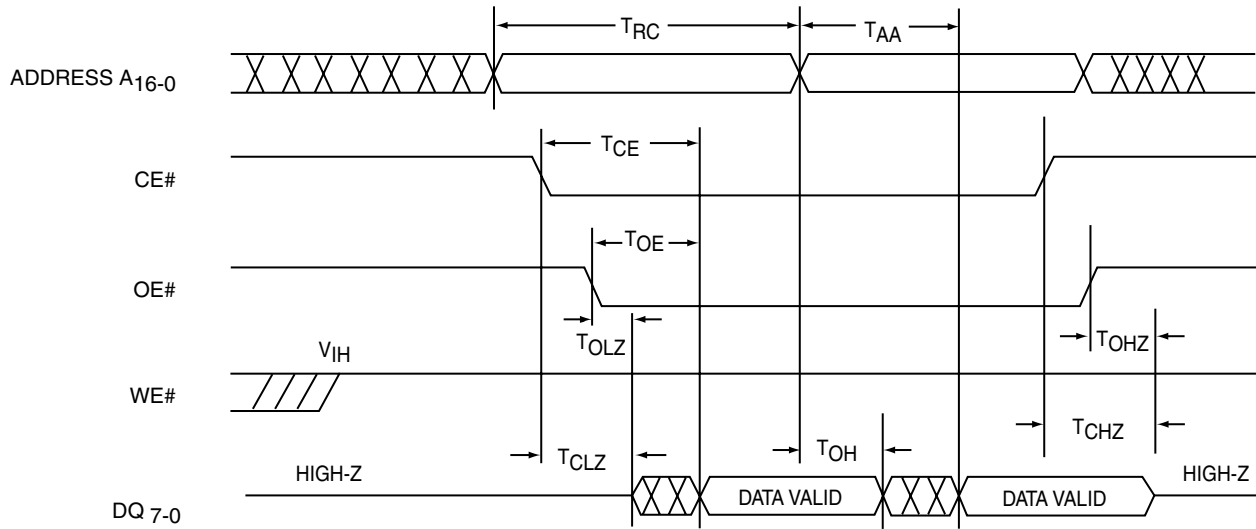 TRC
TAA
ADDRESS A16-0
TCE
CE#
TOE
OE#
TOLZ
TOHZ
VIH
WE#
TCLZ
TOH
TCHZ
HIGH-Z
HIGH-Z
DATA VALID
DATA VALID
DQ 7-0